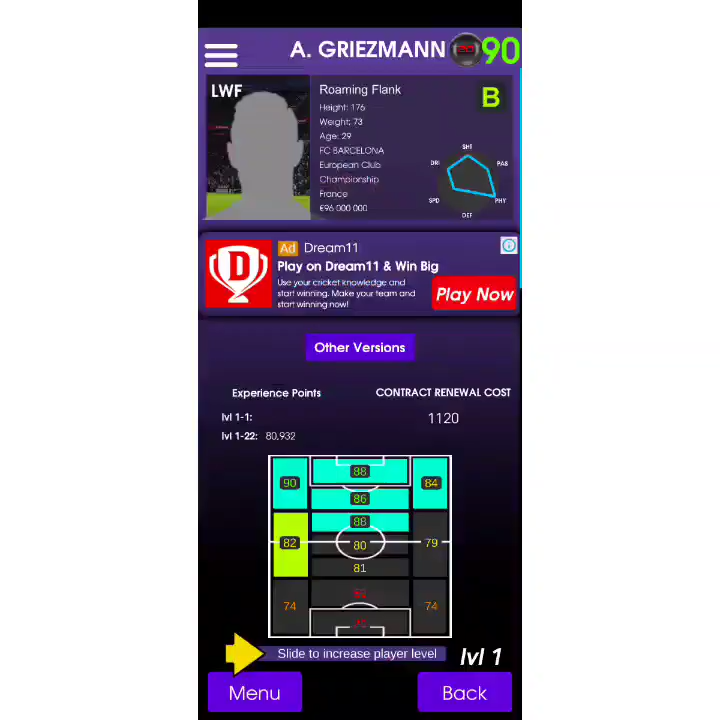 A. GRIEZMANN 20 90
LWF
Roaming Flank
B
Height: 176
Weight: 73
Age: 29
FC BARCELONA
European Club
Championship
France
€96 000 000
SHT
DRI PAS
SPD PHY
DEF
Ad Dream11
Play on Dream11 & Win Big
Use your cricket knowledge and
start winning. Make your team and
start winning now!
Play Now
D
Other Versions
Experience Points CONTRACT RENEWAL COST
lvl 1-1: 1120
lvl 1-22: 80,932
88
90 84
86
88
82 80 79
81
74 74
Slide to increase player level lvl 1
Menu Back